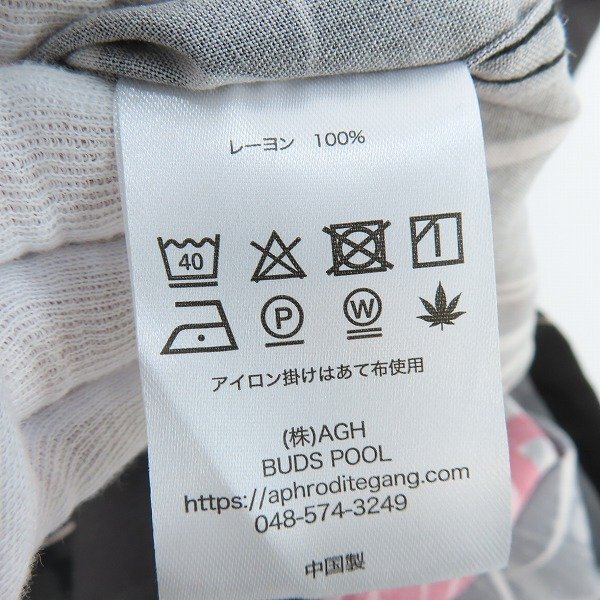 レーヨン 100%
40
P W
アイロン掛けはあて布使用
(株)AGH
BUDS POOL
https://aphroditegang.com
048-574-3249
中国製